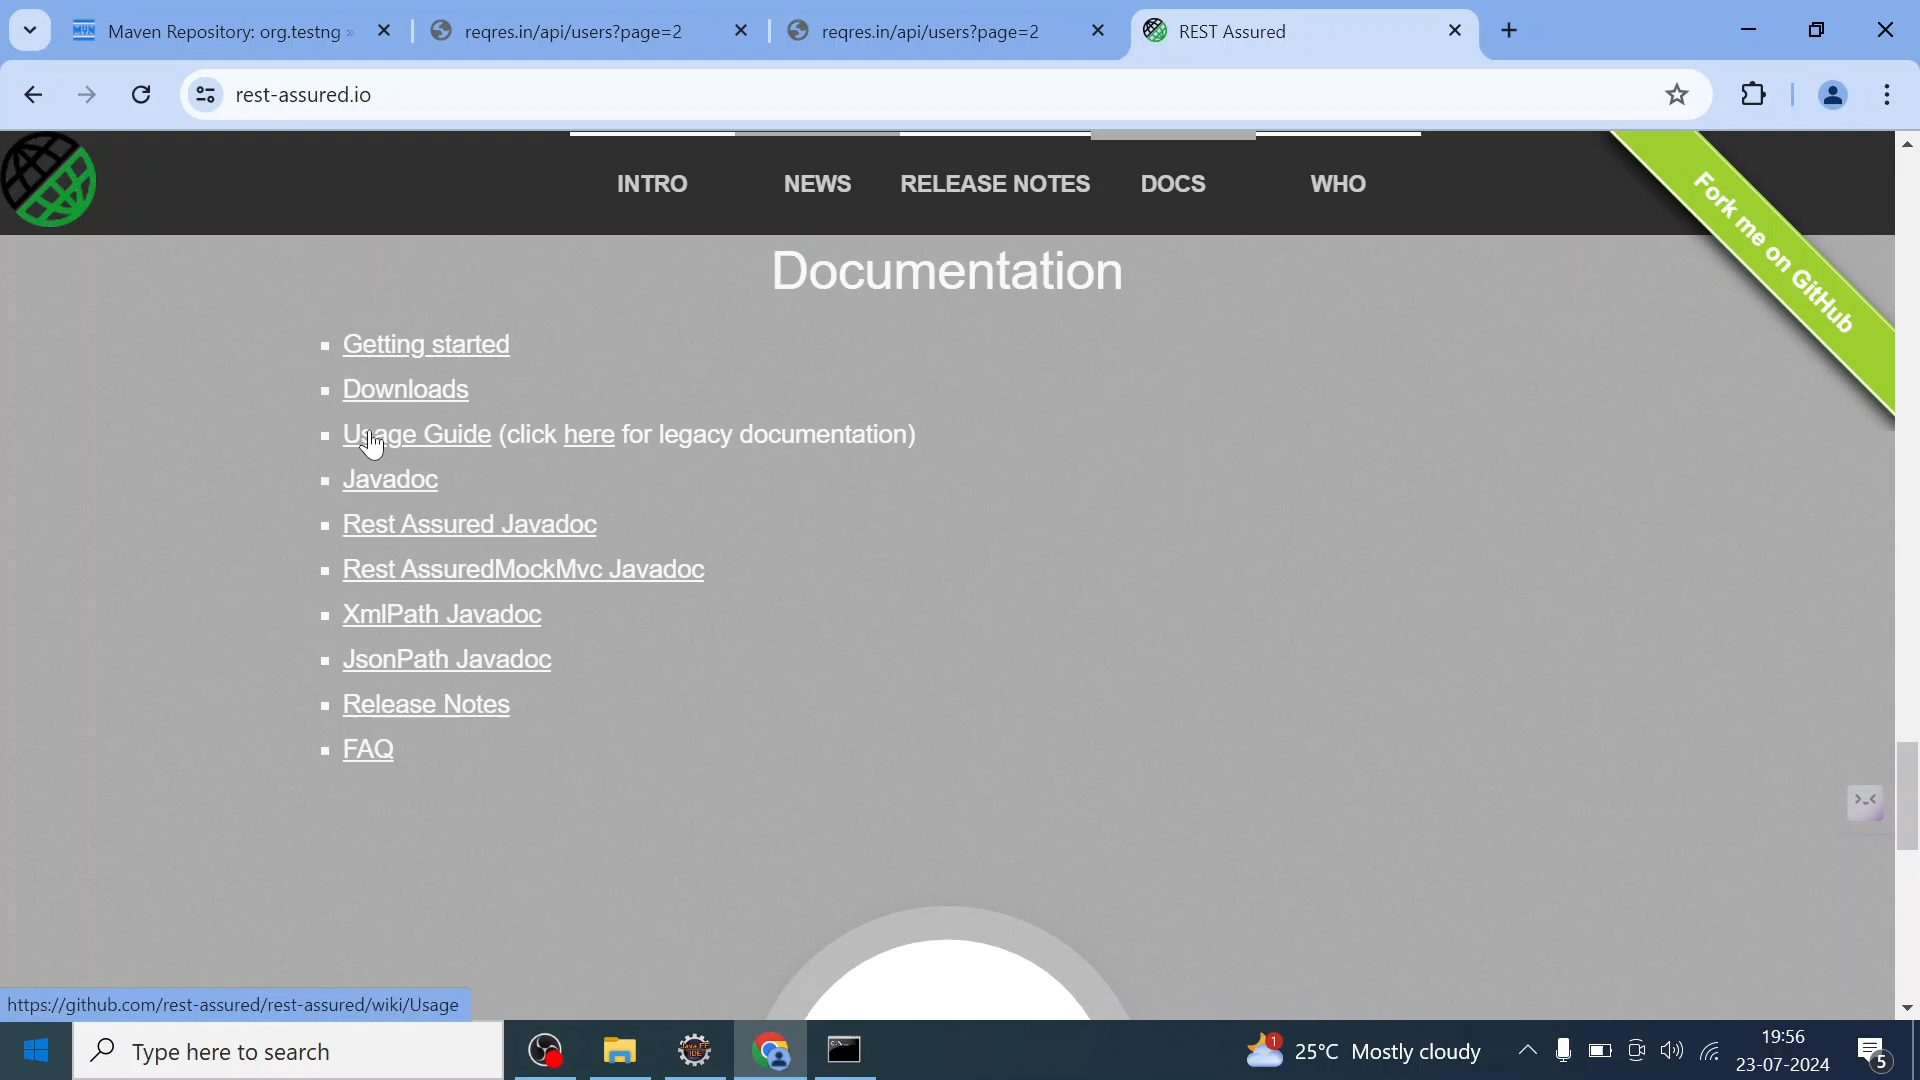 Maven Repository: org.testng »
reqres.in/api/users?page=2
reqres.in/api/users?page=2
REST Assured
rest-assured.io
INTRO
NEWS
RELEASE NOTES
DOCS
WHO
Fork me on GitHub
Documentation
Getting started
Downloads
Usage Guide (click here for legacy documentation)
Javadoc
Rest Assured Javadoc
Rest AssuredMockMvc Javadoc
XmlPath Javadoc
JsonPath Javadoc
Release Notes
FAQ
https://github.com/rest-assured/rest-assured/wiki/Usage
Type here to search
1
25°C Mostly cloudy
19:56
23-07-2024
5